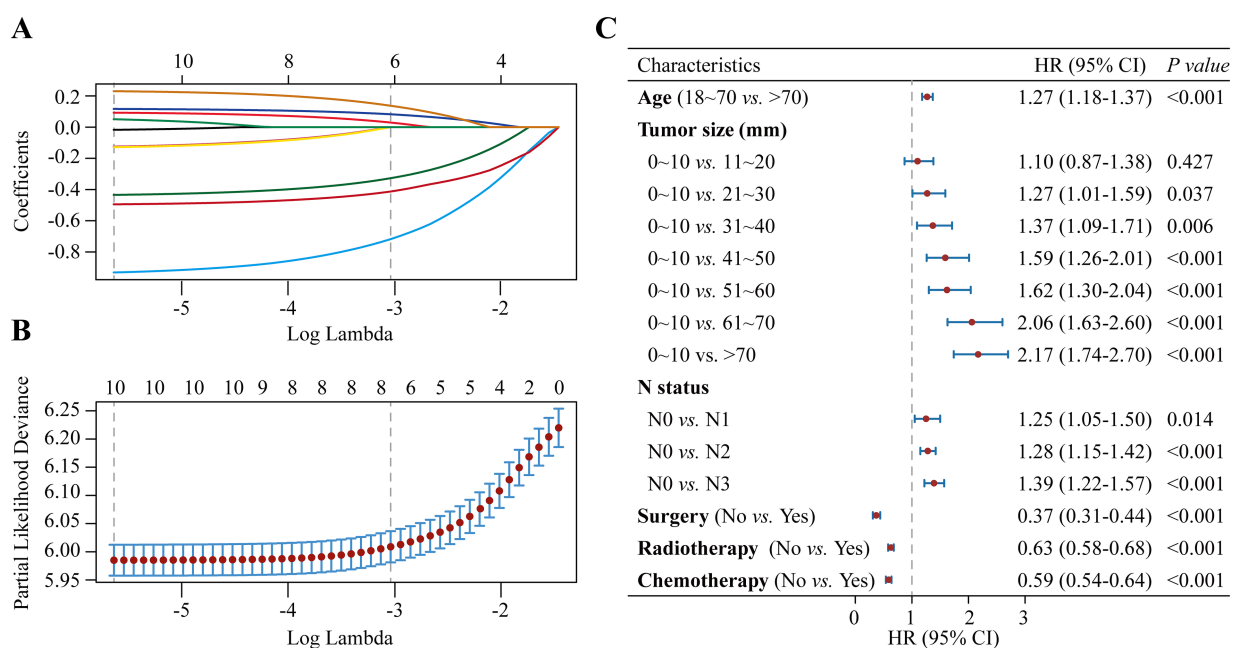 A
10 8 6 4
0.2
0.0
-0.2
-0.4
-0.6
-0.8
Coefficients
-5 -4 -3 -2
Log Lambda
B
10 10 10 10 9 8 8 8 8 6 5 5 4 2 0
6.25
6.20
6.15
6.10
6.05
6.00
5.95
Partial Likelihood Deviance
-5 -4 -3 -2
Log Lambda
C
Characteristics HR (95% CI) P value
Age (18~70 vs. >70) 1.27 (1.18-1.37) <0.001
Tumor size (mm)
0~10 vs. 11~20 1.10 (0.87-1.38) 0.427
0~10 vs. 21~30 1.27 (1.01-1.59) 0.037
0~10 vs. 31~40 1.37 (1.09-1.71) 0.006
0~10 vs. 41~50 1.59 (1.26-2.01) <0.001
0~10 vs. 51~60 1.62 (1.30-2.04) <0.001
0~10 vs. 61~70 2.06 (1.63-2.60) <0.001
0~10 vs. >70 2.17 (1.74-2.70) <0.001
N status
N0 vs. N1 1.25 (1.05-1.50) 0.014
N0 vs. N2 1.28 (1.15-1.42) <0.001
N0 vs. N3 1.39 (1.22-1.57) <0.001
Surgery (No vs. Yes) 0.37 (0.31-0.44) <0.001
Radiotherapy (No vs. Yes) 0.63 (0.58-0.68) <0.001
Chemotherapy (No vs. Yes) 0.59 (0.54-0.64) <0.001
0 1 2 3
HR (95% CI)